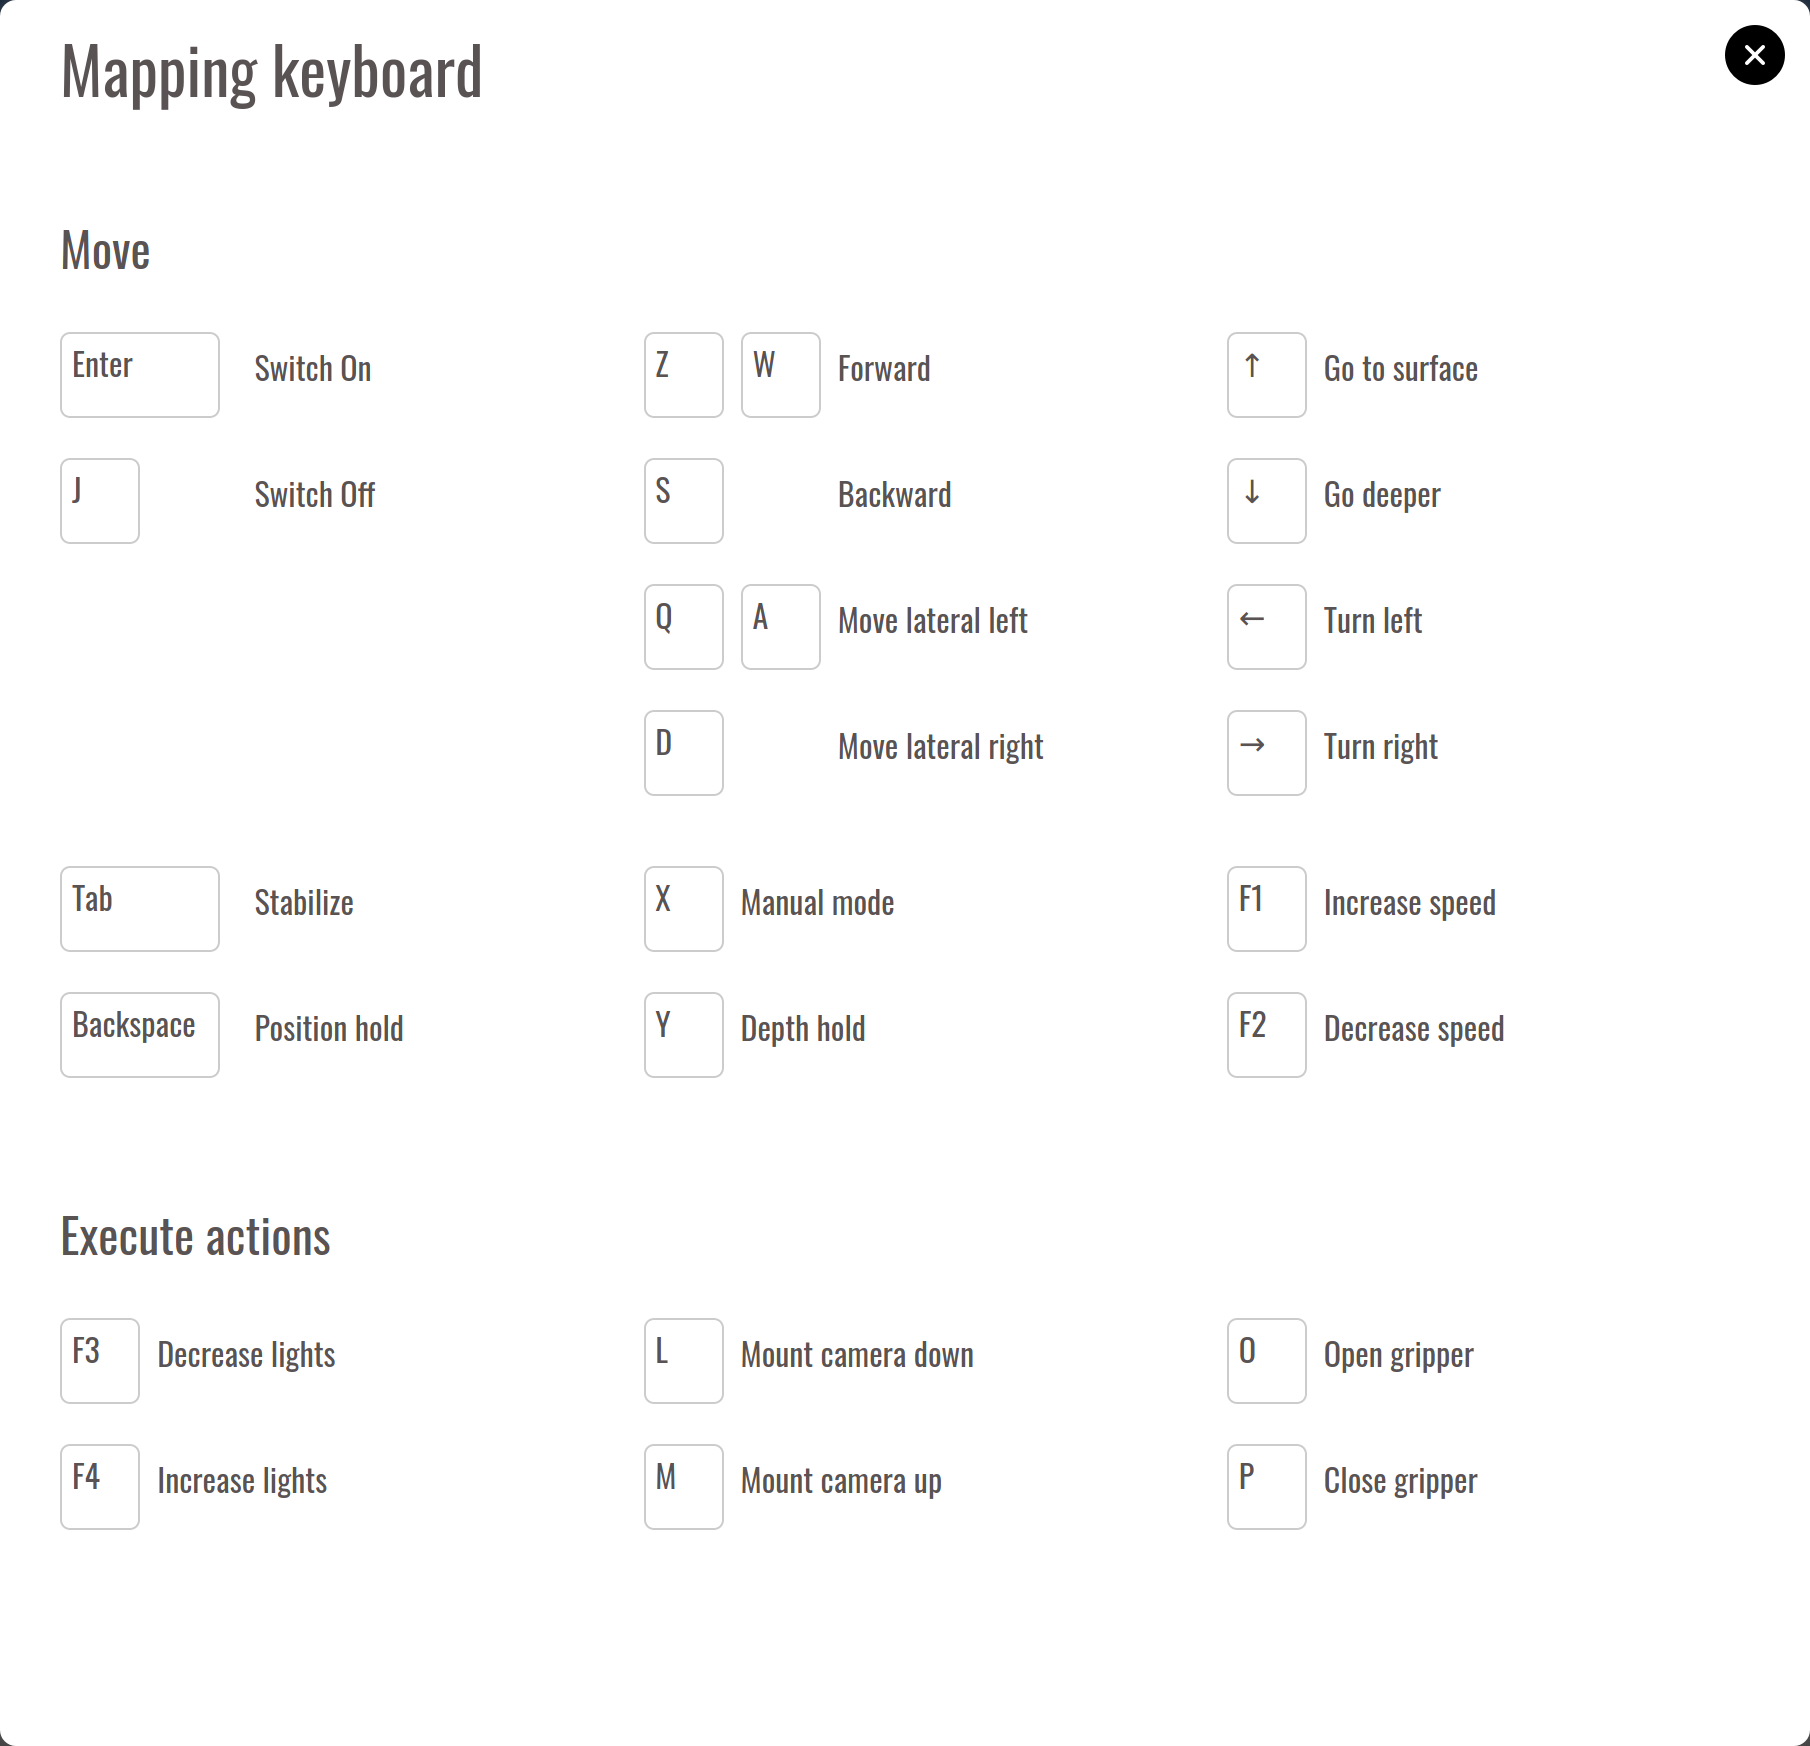 Mapping keyboard
Move
Enter Switch On Z W Forward ↑ Go to surface
J Switch Off S Backward ↓ Go deeper
Q A Move lateral left ← Turn left
D Move lateral right → Turn right
Tab Stabilize X Manual mode F1 Increase speed
Backspace Position hold Y Depth hold F2 Decrease speed
Execute actions
F3 Decrease lights L Mount camera down O Open gripper
F4 Increase lights M Mount camera up P Close gripper